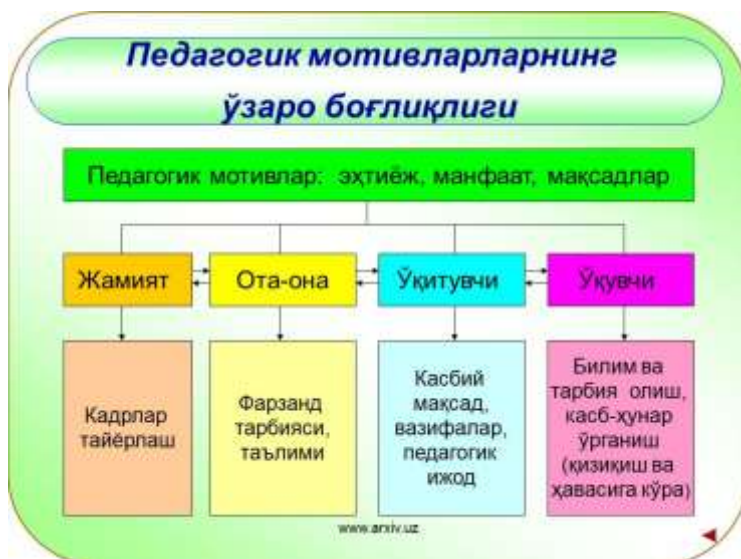 Педагогик мотивларларнинг
ўзаро боғлиқлиги
Педагогик мотивлар: эҳтиёж, манфаат, мақсадлар
Жамият
Ота-она
Ўқитувчи
Ўқувчи
Кадрлар
тайёрлаш
Фарзанд
тарбияси,
таълими
Касбий
мақсад,
вазифалар,
педагогик
ижод
Билим ва
тарбия олиш,
касб-ҳунар
ўрганиш
(қизиқиш ва
ҳавасига кўра)
www.arxiv.uz